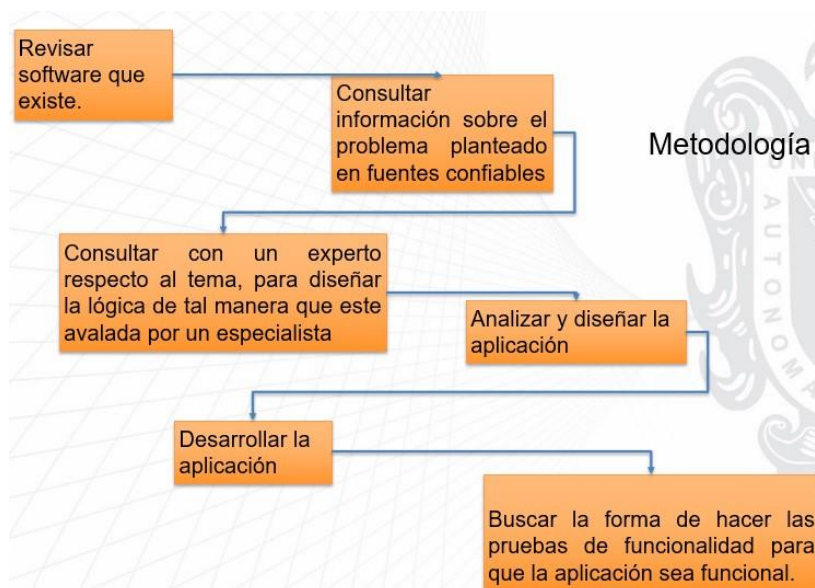 Revisar
software que
existe.
Consultar
información sobre el
problema planteado
en fuentes confiables
Metodología
Consultar con un experto
respecto al tema, para diseñar
la lógica de tal manera que este
avalada por un especialista
Analizar y diseñar la
aplicación
Desarrollar la
aplicación
Buscar la forma de hacer las
pruebas de funcionalidad para
que la aplicación sea funcional.
AUTONOMA